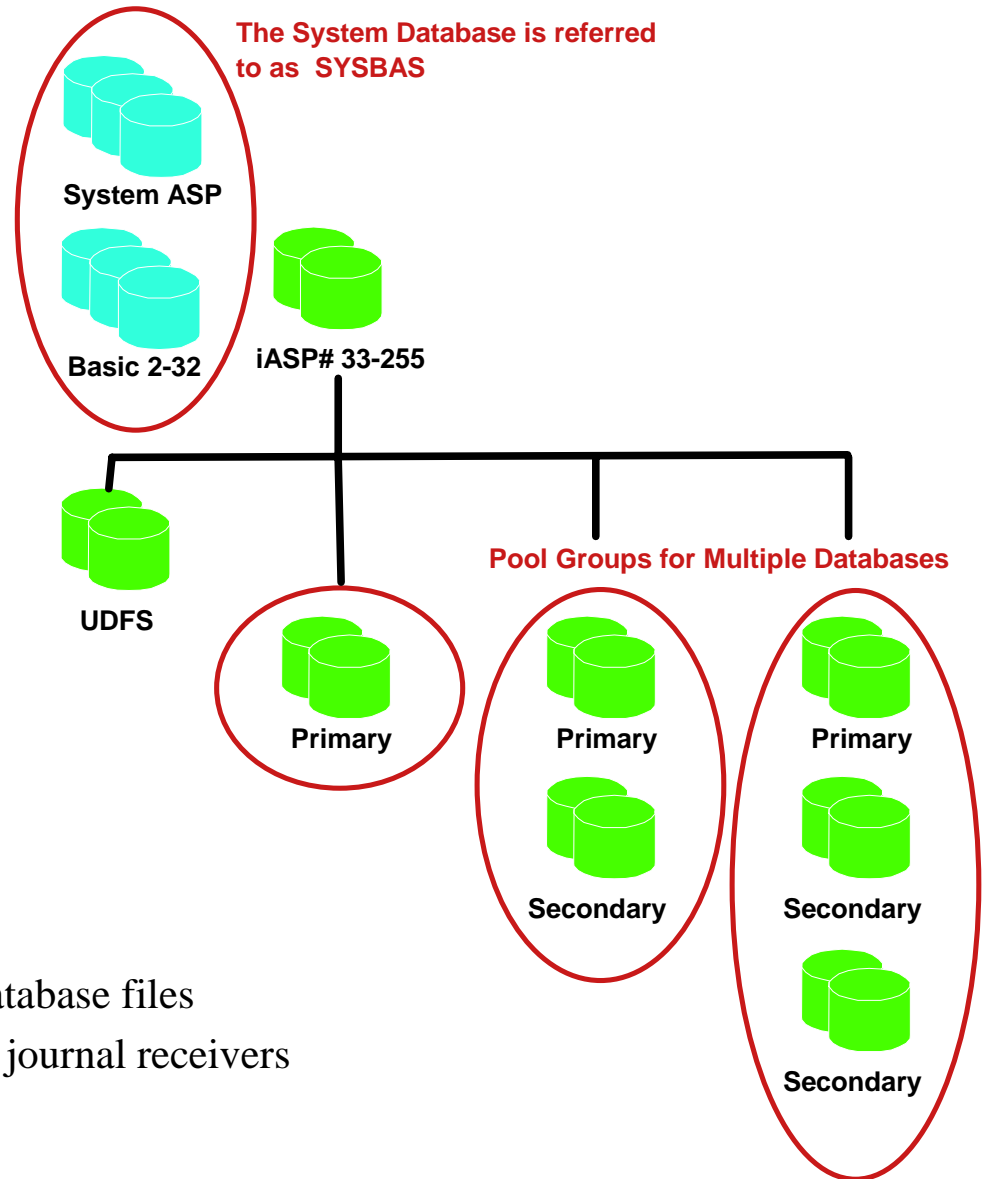 The System Database is referred
to as SYSBAS
System ASP
Basic 2-32
iASP# 33-255
UDFS
Pool Groups for Multiple Databases
Primary
Primary
Primary
Secondary
Secondary
Secondary
atabase files
journal receivers